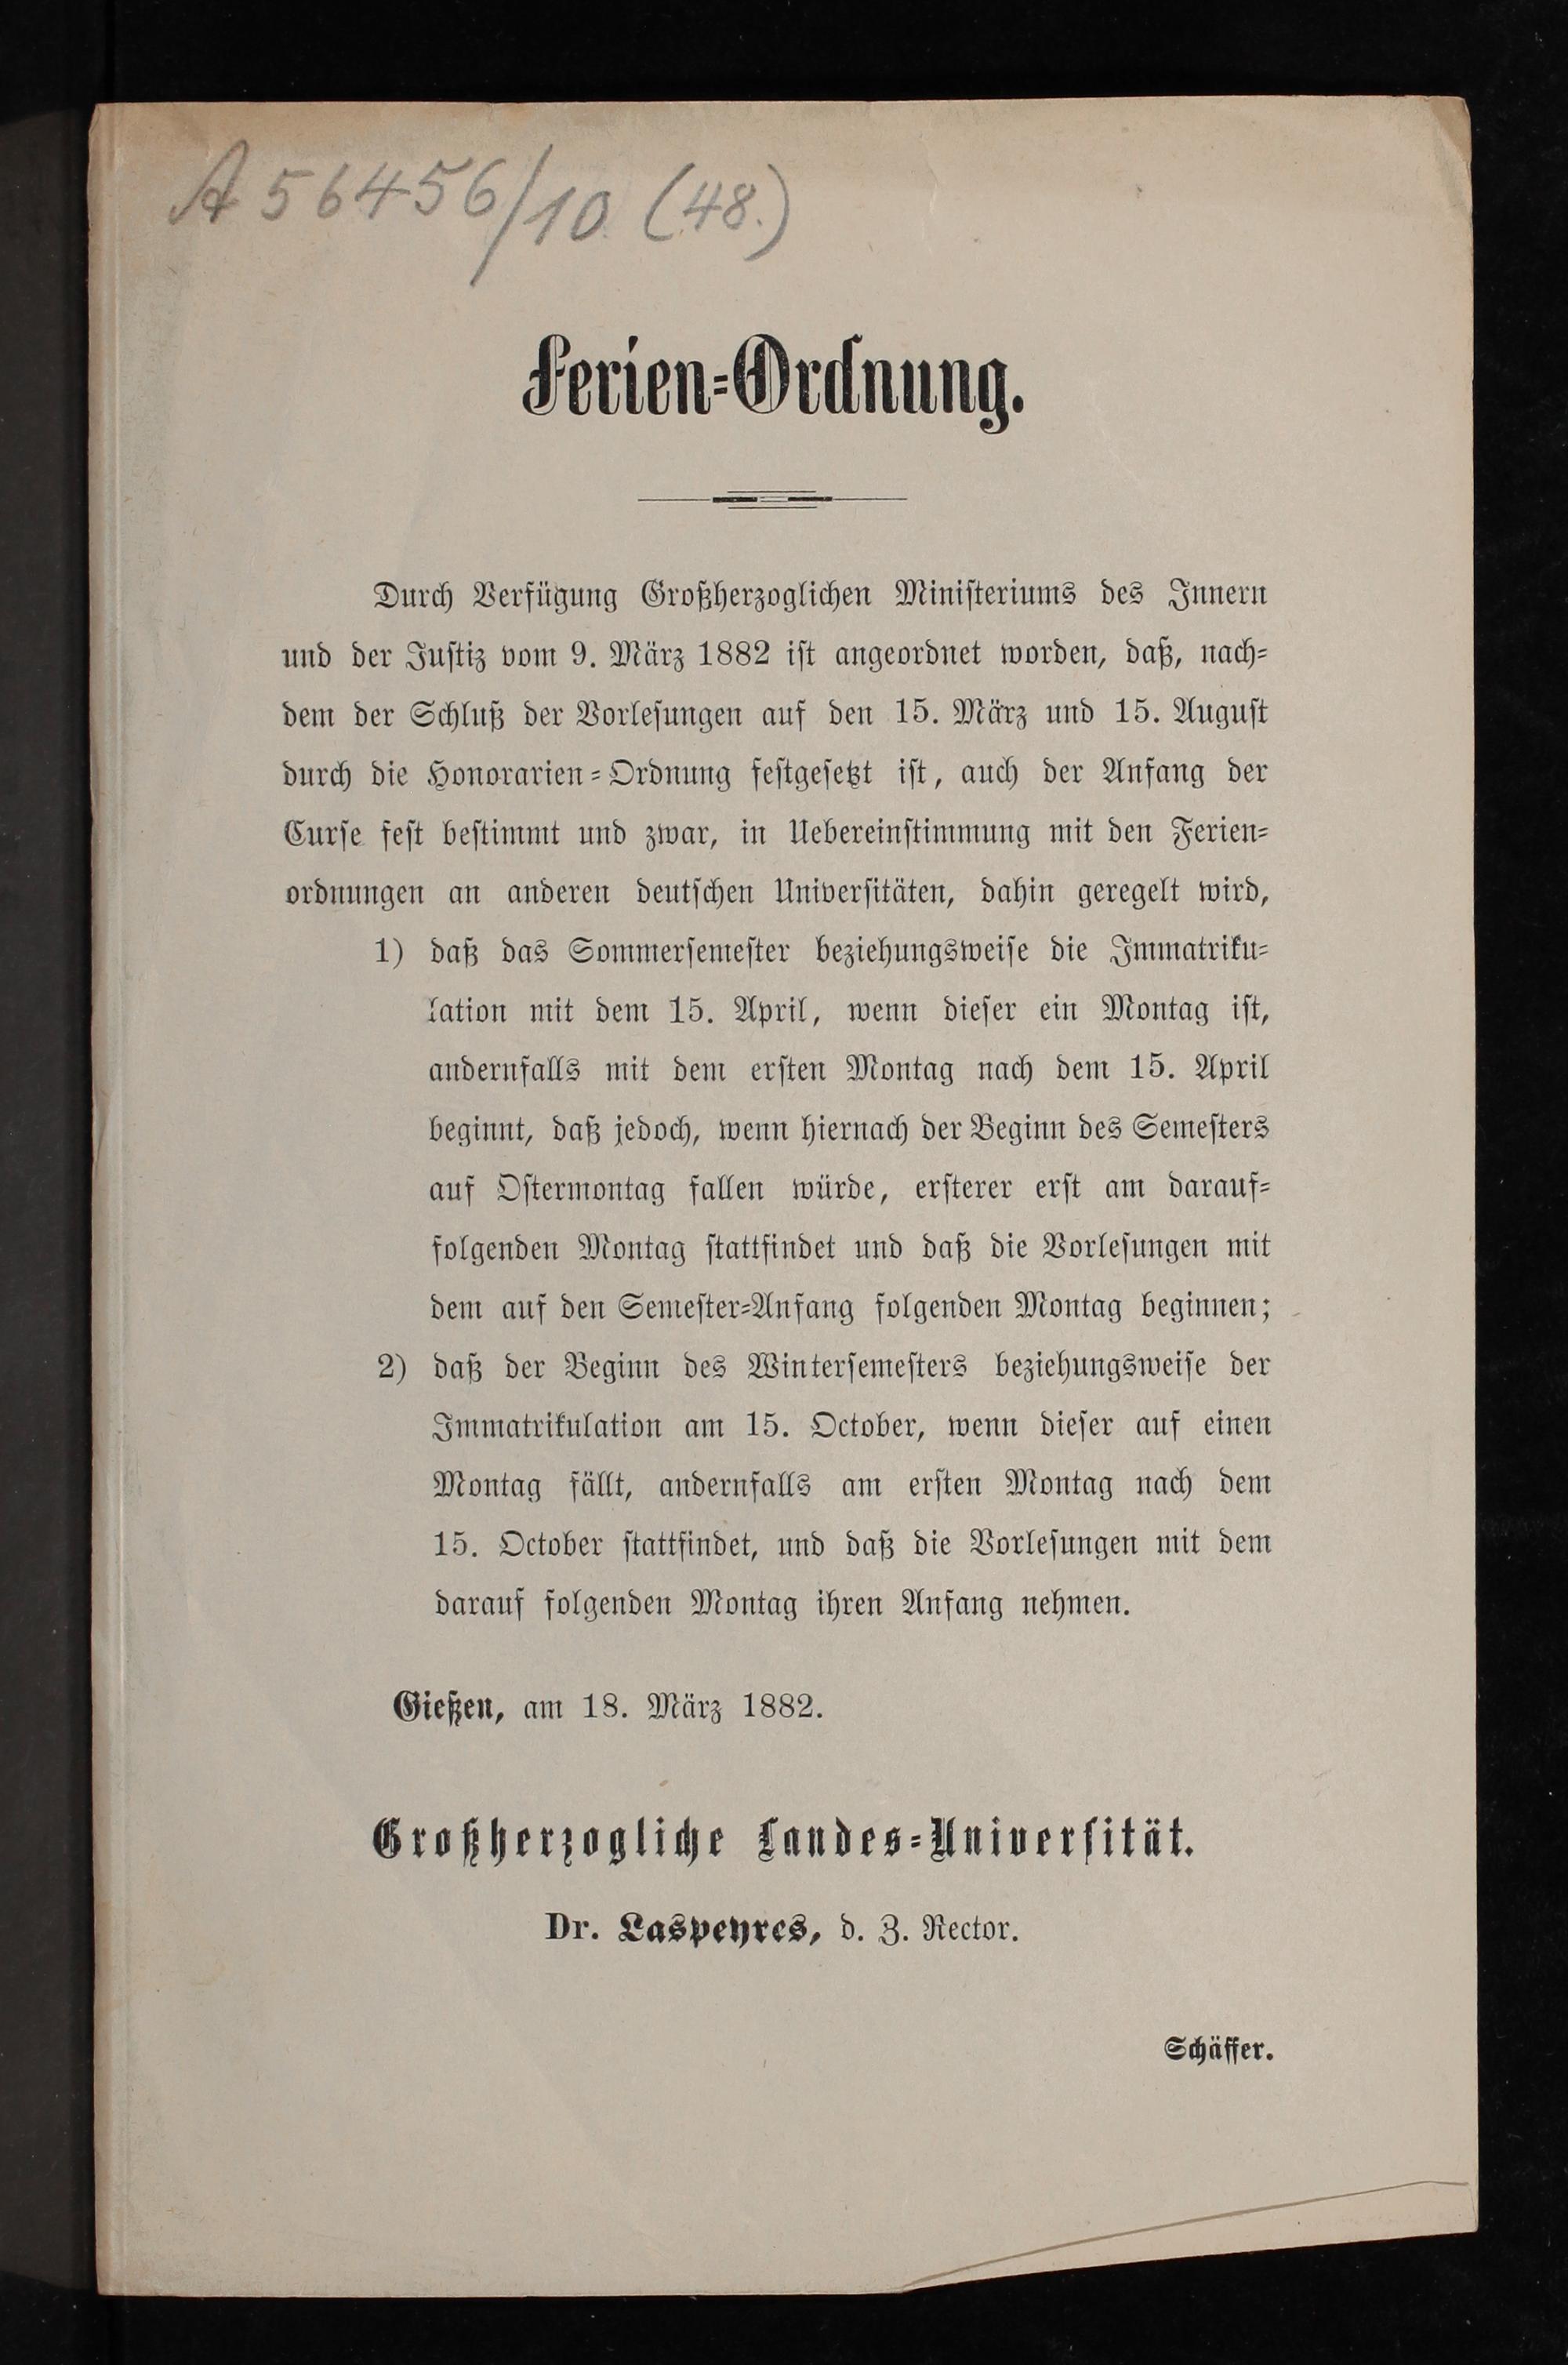 A 56456/10 (48.)
Ferien=Ordnung.
Durch Verfügung Großherzoglichen Ministeriums des Innern
und der Justiz vom 9. März 1882 ist angeordnet worden, daß, nach=
dem der Schluß der Vorlesungen auf den 15. März und 15. August
durch die Honorarien=Ordnung festgesetzt ist, auch der Anfang der
Curse fest bestimmt und zwar, in Uebereinstimmung mit den Ferien=
ordnungen an anderen deutschen Universitäten, dahin geregelt wird,
1) daß das Sommersemester beziehungsweise die Immatriku=
lation mit dem 15. April, wenn dieser ein Montag ist,
andernfalls mit dem ersten Montag nach dem 15. April
beginnt, daß jedoch, wenn hiernach der Beginn des Semesters
auf Ostermontag fallen würde, ersterer erst am darauf=
folgenden Montag stattfindet und daß die Vorlesungen mit
dem auf den Semester=Anfang folgenden Montag beginnen;
2) daß der Beginn des Wintersemesters beziehungsweise der
Immatrikulation am 15. October, wenn dieser auf einen
Montag fällt, andernfalls am ersten Montag nach dem
15. October stattfindet, und daß die Vorlesungen mit dem
darauf folgenden Montag ihren Anfang nehmen.
Gießen, am 18. März 1882.
Großherzogliche Landes=Universität.
Dr. Laspeyres, d. Z. Rector.
Schäffer.